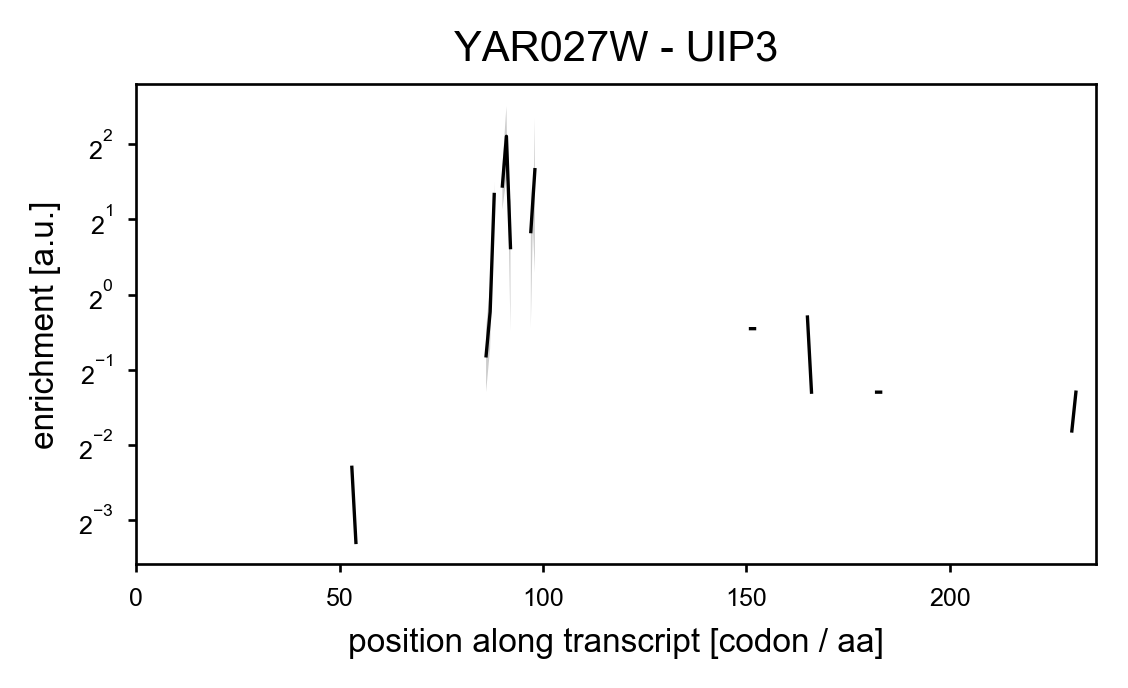 YAR027W - UIP3
enrichment [a.u.]
2^2
2^1
2^0
2^−1
2^−2
2^−3
0 50 100 150 200
position along transcript [codon / aa]